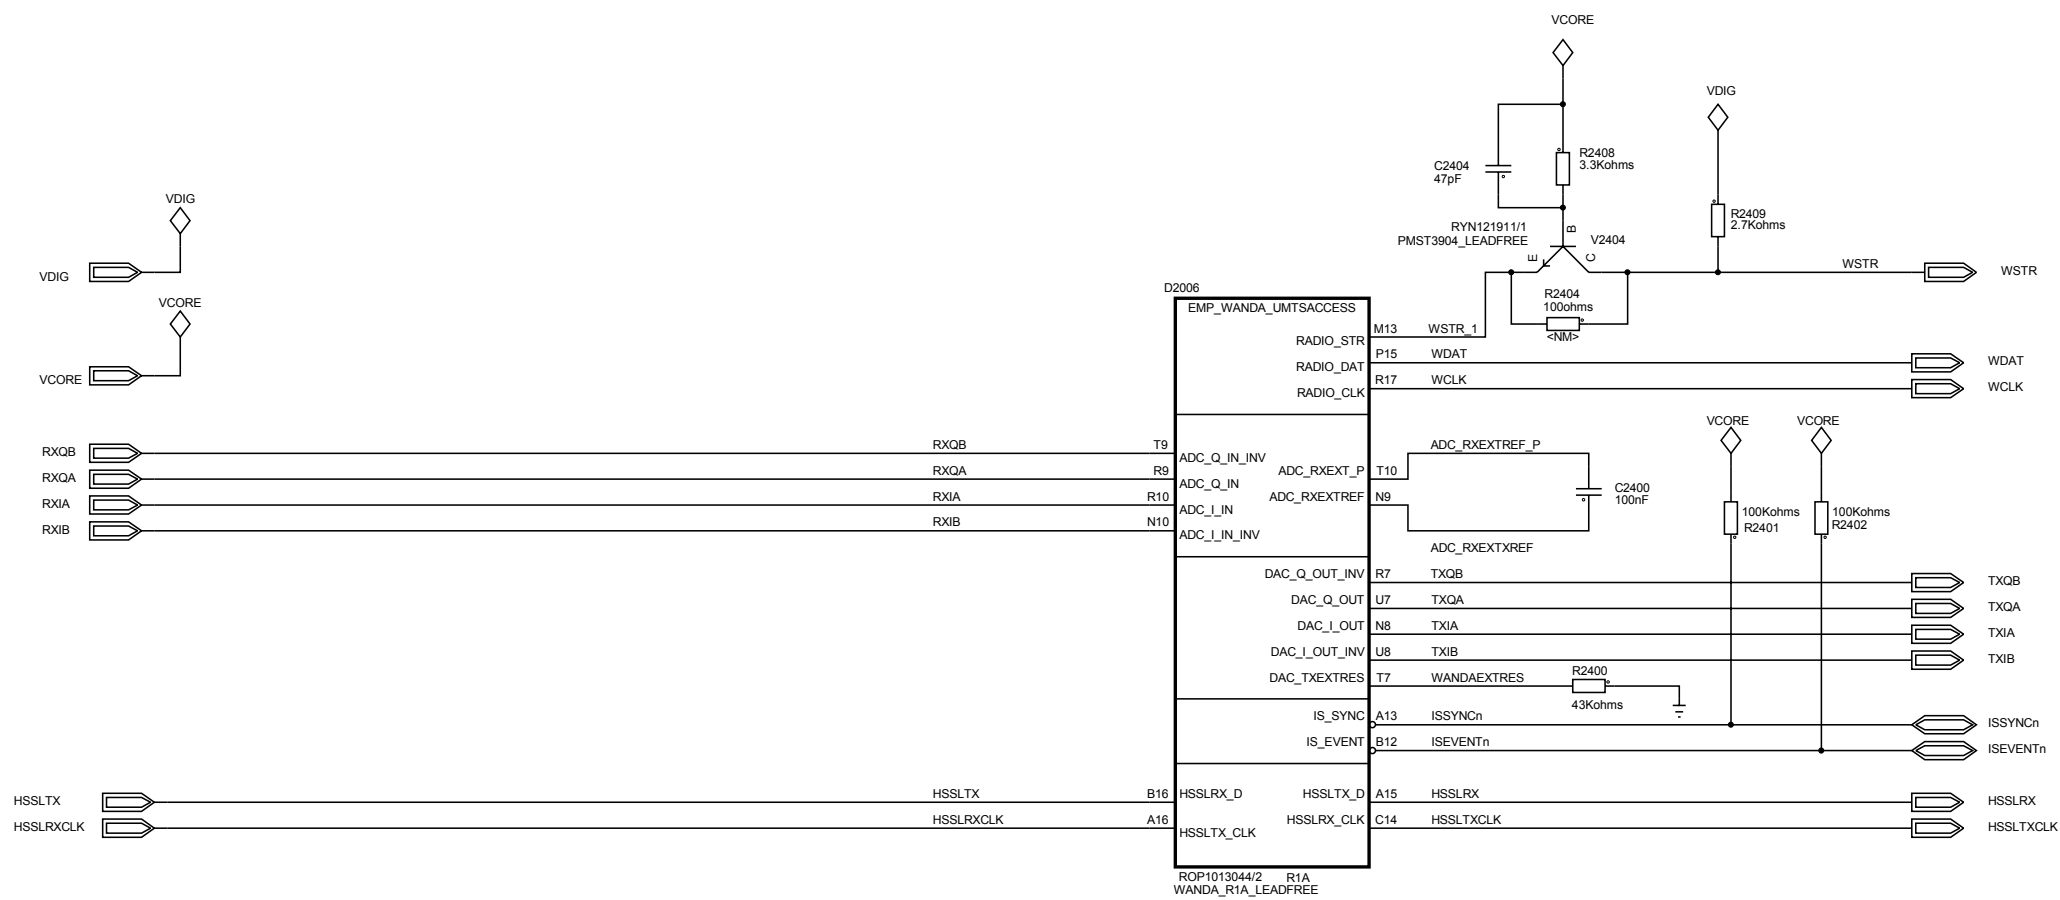 VCORE
VDIG
C2404
47pF
R2408
3.3Kohms
VDIG
R2409
2.7Kohms
RYN121911/1
PMST3904_LEADFREE
B
V2404
E
C
VDIG
WSTR
WSTR
D2006
VCORE
R2404
100ohms
<NM>
EMP_WANDA_UMTSACCESS
RADIO_STR
M13
WSTR_1
RADIO_DAT
P15
WDAT
WDAT
VCORE
RADIO_CLK
R17
WCLK
WCLK
VCORE
VCORE
RXQB
RXQB
T9
ADC_Q_IN_INV
ADC_RXEXTREF_P
RXQA
RXQA
R9
ADC_Q_IN
ADC_RXEXT_P
T10
C2400
100nF
RXIA
RXIA
R10
ADC_I_IN
ADC_RXEXTREF
N9
100Kohms
R2401
100Kohms
R2402
RXIB
RXIB
N10
ADC_I_IN_INV
ADC_RXEXTXREF
DAC_Q_OUT_INV
R7
TXQB
TXQB
DAC_Q_OUT
U7
TXQA
TXQA
DAC_I_OUT
N8
TXIA
TXIA
DAC_I_OUT_INV
U8
TXIB
TXIB
DAC_TXEXTRES
T7
WANDAEXTRES
R2400
43Kohms
IS_SYNC
A13
ISSYNCn
ISSYNCn
IS_EVENT
B12
ISEVENTn
ISEVENTn
HSSLTX
HSSLTX
B16
HSSLRX_D
HSSLTX_D
A15
HSSLRX
HSSLRX
HSSLRXCLK
HSSLRXCLK
A16
HSSLTX_CLK
HSSLRX_CLK
C14
HSSLTXCLK
HSSLTXCLK
ROP1013044/2
R1A
WANDA_R1A_LEADFREE